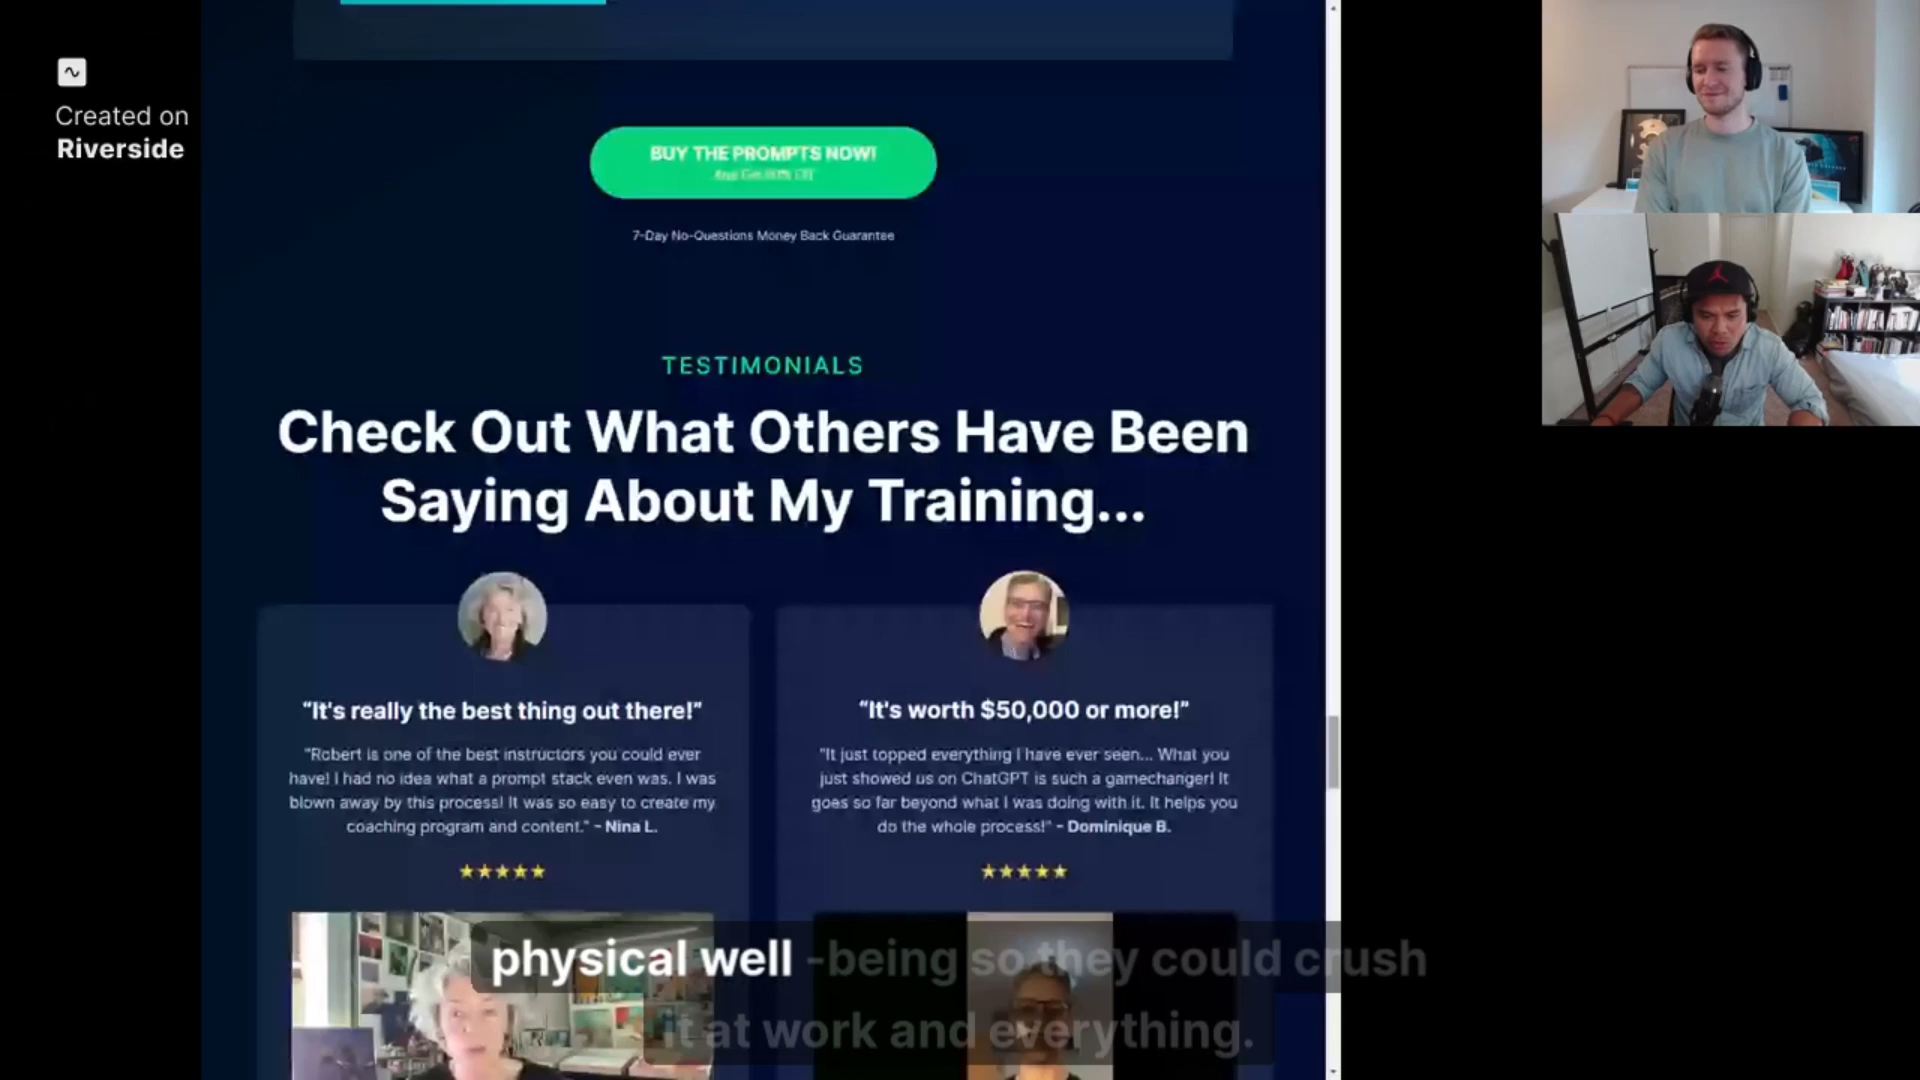 Created on
Riverside
BUY THE PROMPTS NOW!
7-Day No-Questions Money Back Guarantee
TESTIMONIALS
Check Out What Others Have Been
Saying About My Training...
“It's really the best thing out there!”
"Robert is one of the best instructors you could ever
have! I had no idea what a prompt stack even was. I was
blown away by this process! It was so easy to create my
coaching program and content." - Nina L.
“It's worth $50,000 or more!”
"It just topped everything I have ever seen... What you
just showed us on ChatGPT is such a gamechanger! It
goes so far beyond what I was doing with it. It helps you
do the whole process!" - Dominique B.
physical well -being so they could crush
it at work and everything.